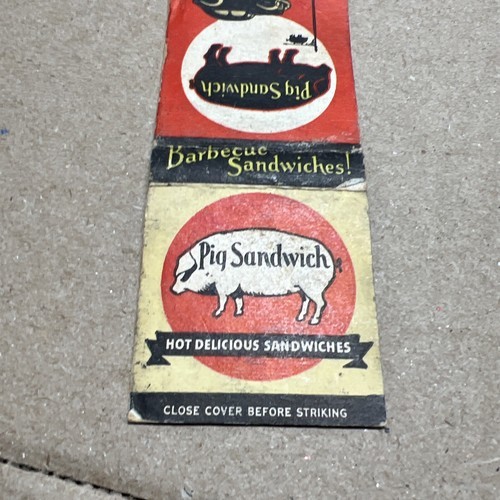 Pig Sandwich
Barbecue
Sandwiches!
Pig Sandwich
HOT DELICIOUS SANDWICHES
CLOSE COVER BEFORE STRIKING